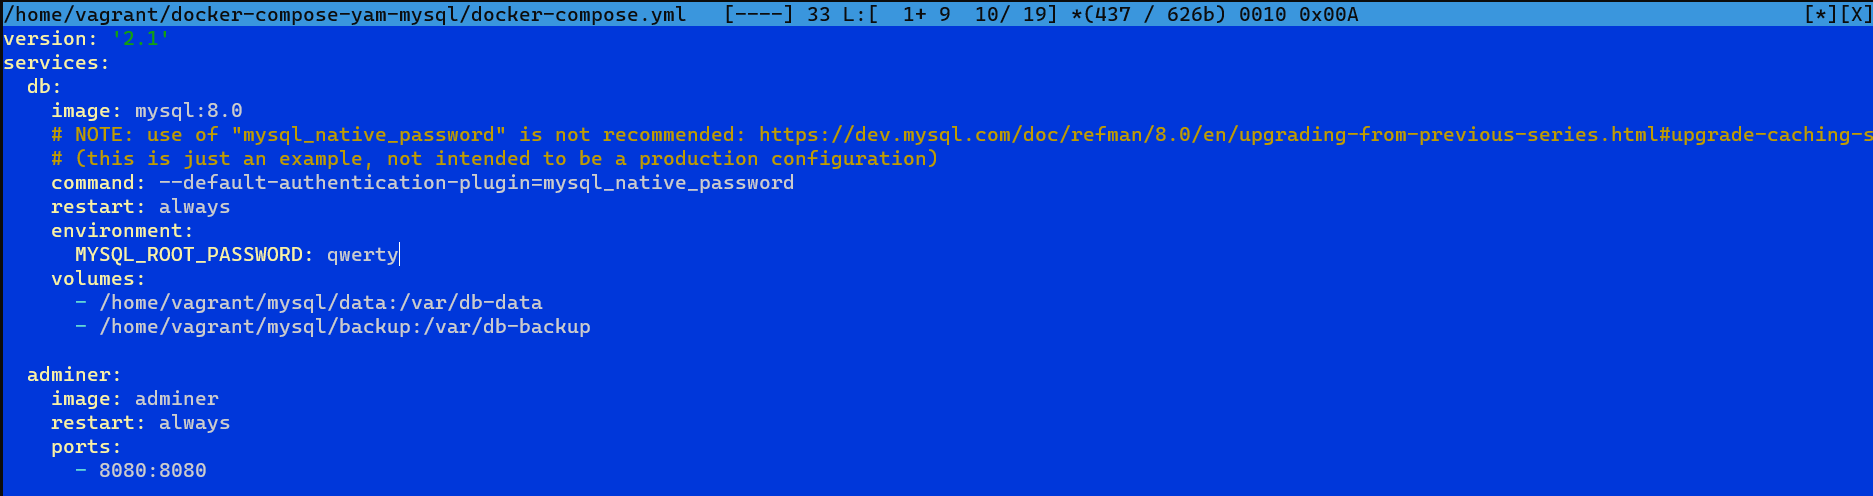 /home/vagrant/docker-compose-yam-mysql/docker-compose.yml   [----] 33 L:[  1+ 9  10/ 19] *(437 / 626b) 0010 0x00A   [*][X]
version: '2.1'
services:
  db:
    image: mysql:8.0
    # NOTE: use of "mysql_native_password" is not recommended: https://dev.mysql.com/doc/refman/8.0/en/upgrading-from-previous-series.html#upgrade-caching-s
    # (this is just an example, not intended to be a production configuration)
    command: --default-authentication-plugin=mysql_native_password
    restart: always
    environment:
      MYSQL_ROOT_PASSWORD: qwerty
    volumes:
      - /home/vagrant/mysql/data:/var/db-data
      - /home/vagrant/mysql/backup:/var/db-backup

  adminer:
    image: adminer
    restart: always
    ports:
      - 8080:8080